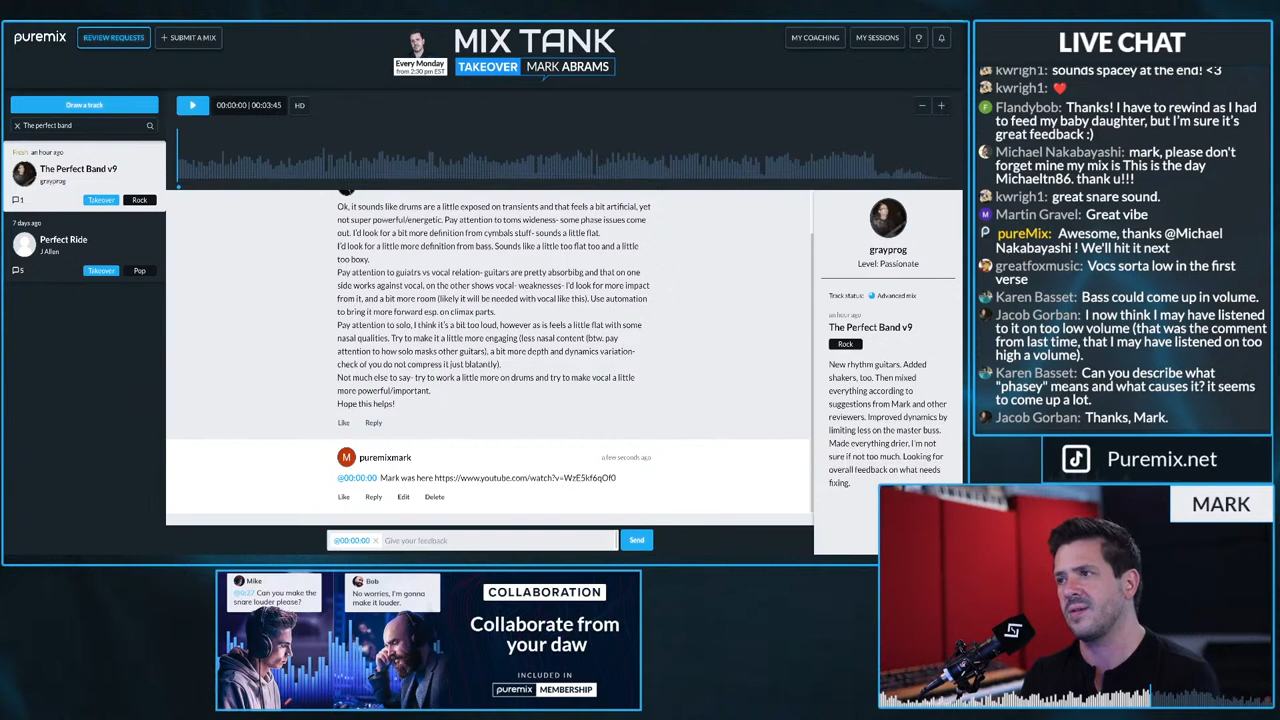 puremix
REVIEW REQUESTS
+ SUBMIT A MIX
Every Monday
from 2:30 pm EST
MIX TANK
TAKEOVER MARK ABRAMS
MY COACHING
MY SESSIONS
Draw a track
× The perfect band
00:00:00 | 00:03:45
HD
− +
Fresh an hour ago
The Perfect Band v9
grayprog
1
Takeover
Rock
7 days ago
Perfect Ride
J Allen
5
Takeover
Pop
Ok, it sounds like drums are a little exposed on transients and that feels a bit artificial, yet
not super powerful/energetic. Pay attention to toms wideness- some phase issues come
out. I'd look for a bit more definition from cymbals stuff- sounds a little flat.
I'd look for a little more definition from bass. Sounds like a little too flat too and a little
too boxy.
Pay attention to guiatrs vs vocal relation- guitars are pretty absorbibg and that on one
side works against vocal, on the other shows vocal- weaknesses- I'd look for more impact
from it, and a bit more room (likely it will be needed with vocal like this). Use automation
to bring it more forward esp. on climax parts.
Pay attention to solo, I think it's a bit too loud, however as is feels a little flat with some
nasal qualities. Try to make it a little more engaging (less nasal content (btw. pay
attention to how solo masks other guitars), a bit more depth and dynamics variation-
check of you do not compress it just blatantly).
Not much else to say- try to work a little more on drums and try to make vocal a little
more powerful/important.
Hope this helps!
Like Reply
M
puremixmark
a few seconds ago
@00:00:00 Mark was here https://www.youtube.com/watch?v=WzE5kf6qOf0
Like Reply Edit Delete
@00:00:00 × Give your feedback
Send
grayprog
Level: Passionate
Track status: Advanced mix
an hour ago
The Perfect Band v9
Rock
New rhythm guitars. Added
shakers, too. Then mixed
everything according to
suggestions from Mark and other
reviewers. Improved dynamics by
limiting less on the master buss.
Made everything drier, I'm not
sure if not too much. Looking for
overall feedback on what needs
fixing.
LIVE CHAT
kwrigh1: sounds spacey at the end! <3
kwrigh1: ❤️
F Flandybob: Thanks! I have to rewind as I had
to feed my baby daughter, but I'm sure it's
great feedback :)
Michael Nakabayashi: mark, please don't
forget mine my mix is This is the day
Michaeltn86. thank u!!!
kwrigh1: great snare sound.
M Martin Gravel: Great vibe
P pureMix: Awesome, thanks @Michael
Nakabayashi ! We'll hit it next
greatfoxmusic: Vocs sorta low in the first
verse
Karen Basset: Bass could come up in volume.
Jacob Gorban: I now think I may have listened
to it on too low volume (that was the comment
from last time, that I may have listened on too
high a volume).
Karen Basset: Can you describe what
"phasey" means and what causes it? it seems
to come up a lot.
Jacob Gorban: Thanks, Mark.
Puremix.net
MARK
Mike
@0:27 Can you make the
snare louder please?
Bob
No worries, I'm gonna
make it louder.
COLLABORATION
Collaborate from
your daw
INCLUDED IN
puremix MEMBERSHIP